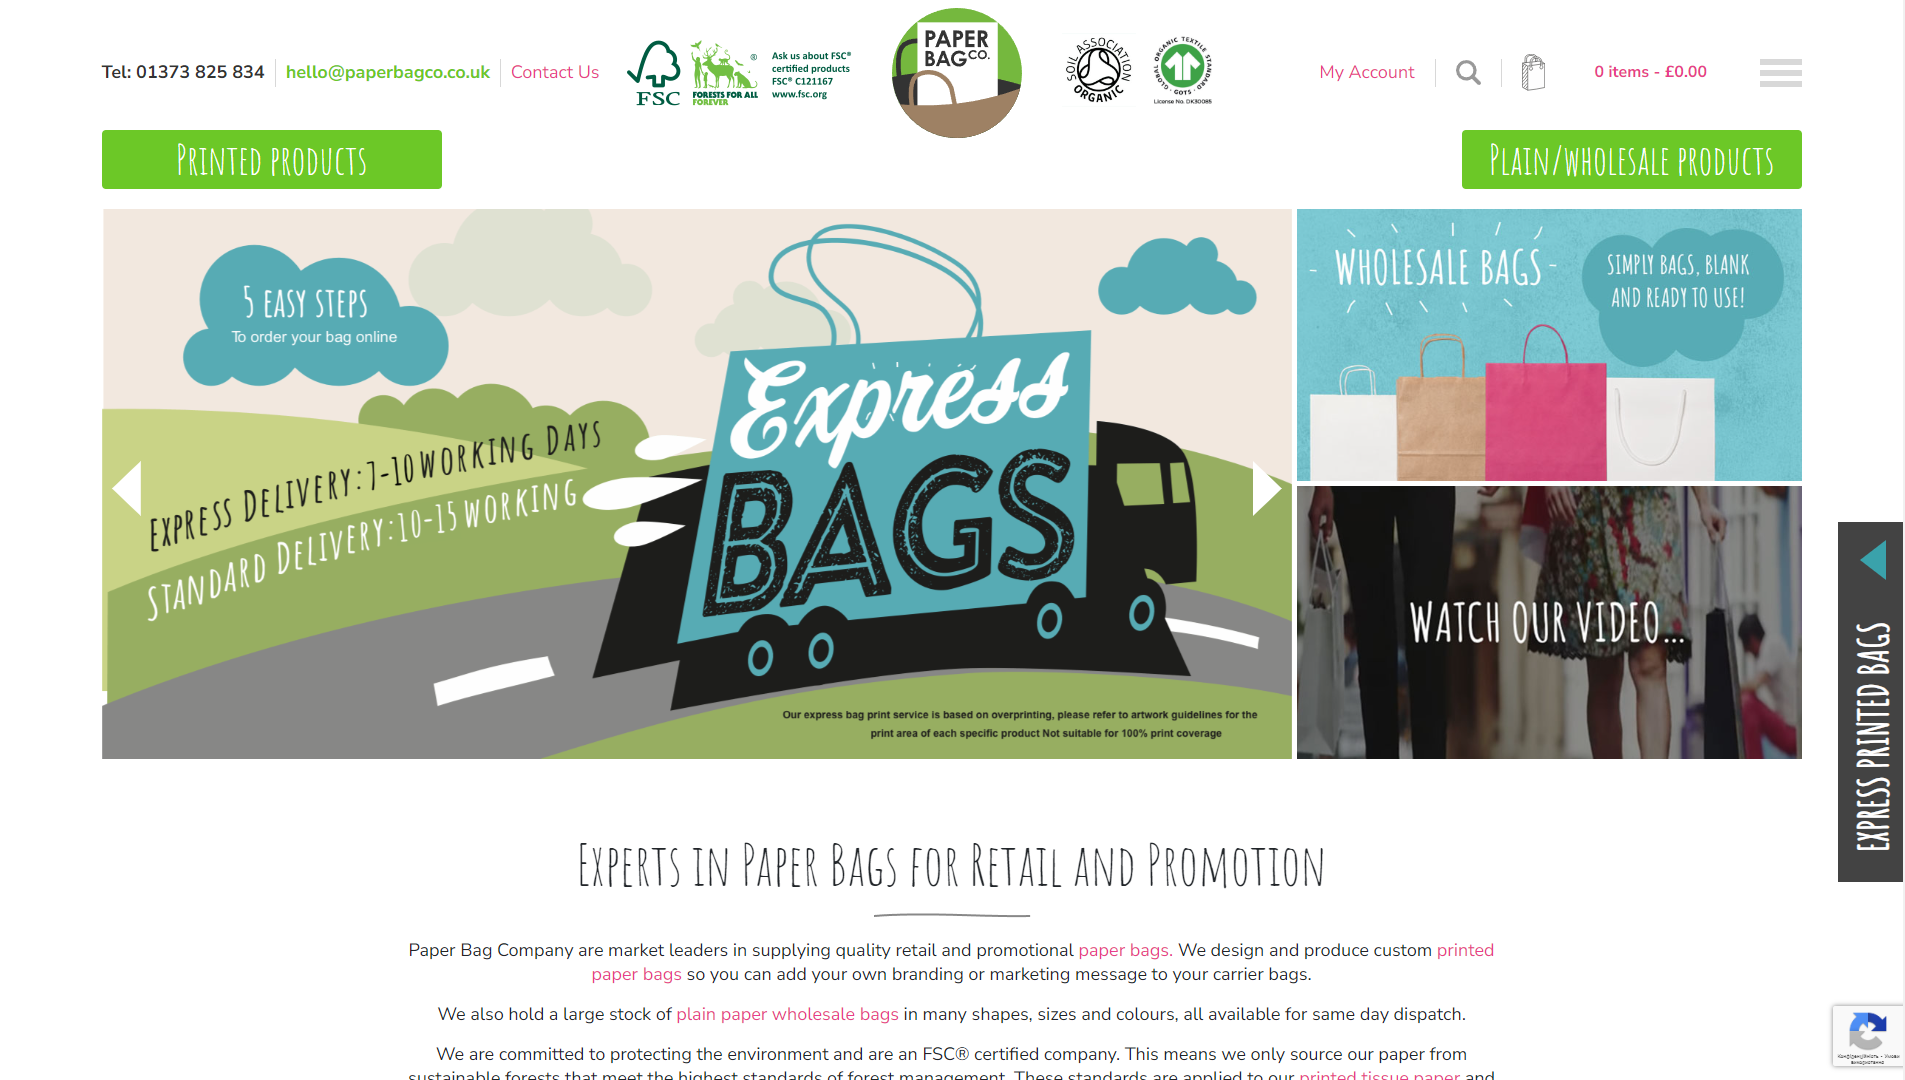 Tel: 01373 825 834
hello@paperbagco.co.uk
Contact Us
FSC
®
FORESTS FOR ALL
FOREVER
Ask us about FSC®
certified products
FSC® C121167
www.fsc.org
PAPER
BAG CO.
SOIL ASSOCIATION
ORGANIC
GLOBAL ORGANIC TEXTILE STANDARD
· GOTS ·
License No. DK30085
My Account
0 items - £0.00
Printed products
Plain/wholesale products
5 EASY STEPS
To order your bag online
EXPRESS DELIVERY: 7-10 WORKING DAYS
STANDARD DELIVERY: 10-15 WORKING
Express
BAGS
Our express bag print service is based on overprinting, please refer to artwork guidelines for the
print area of each specific product Not suitable for 100% print coverage
- WHOLESALE BAGS -
SIMPLY BAGS, BLANK
AND READY TO USE!
WATCH OUR VIDEO...
EXPRESS PRINTED BAGS
Experts in Paper Bags for Retail and Promotion
Paper Bag Company are market leaders in supplying quality retail and promotional paper bags. We design and produce custom printed
paper bags so you can add your own branding or marketing message to your carrier bags.
We also hold a large stock of plain paper wholesale bags in many shapes, sizes and colours, all available for same day dispatch.
We are committed to protecting the environment and are an FSC® certified company. This means we only source our paper from
sustainable forests that meet the highest standards of forest management. These standards are applied to our printed tissue paper and
Конфіденційність - Умови
використання